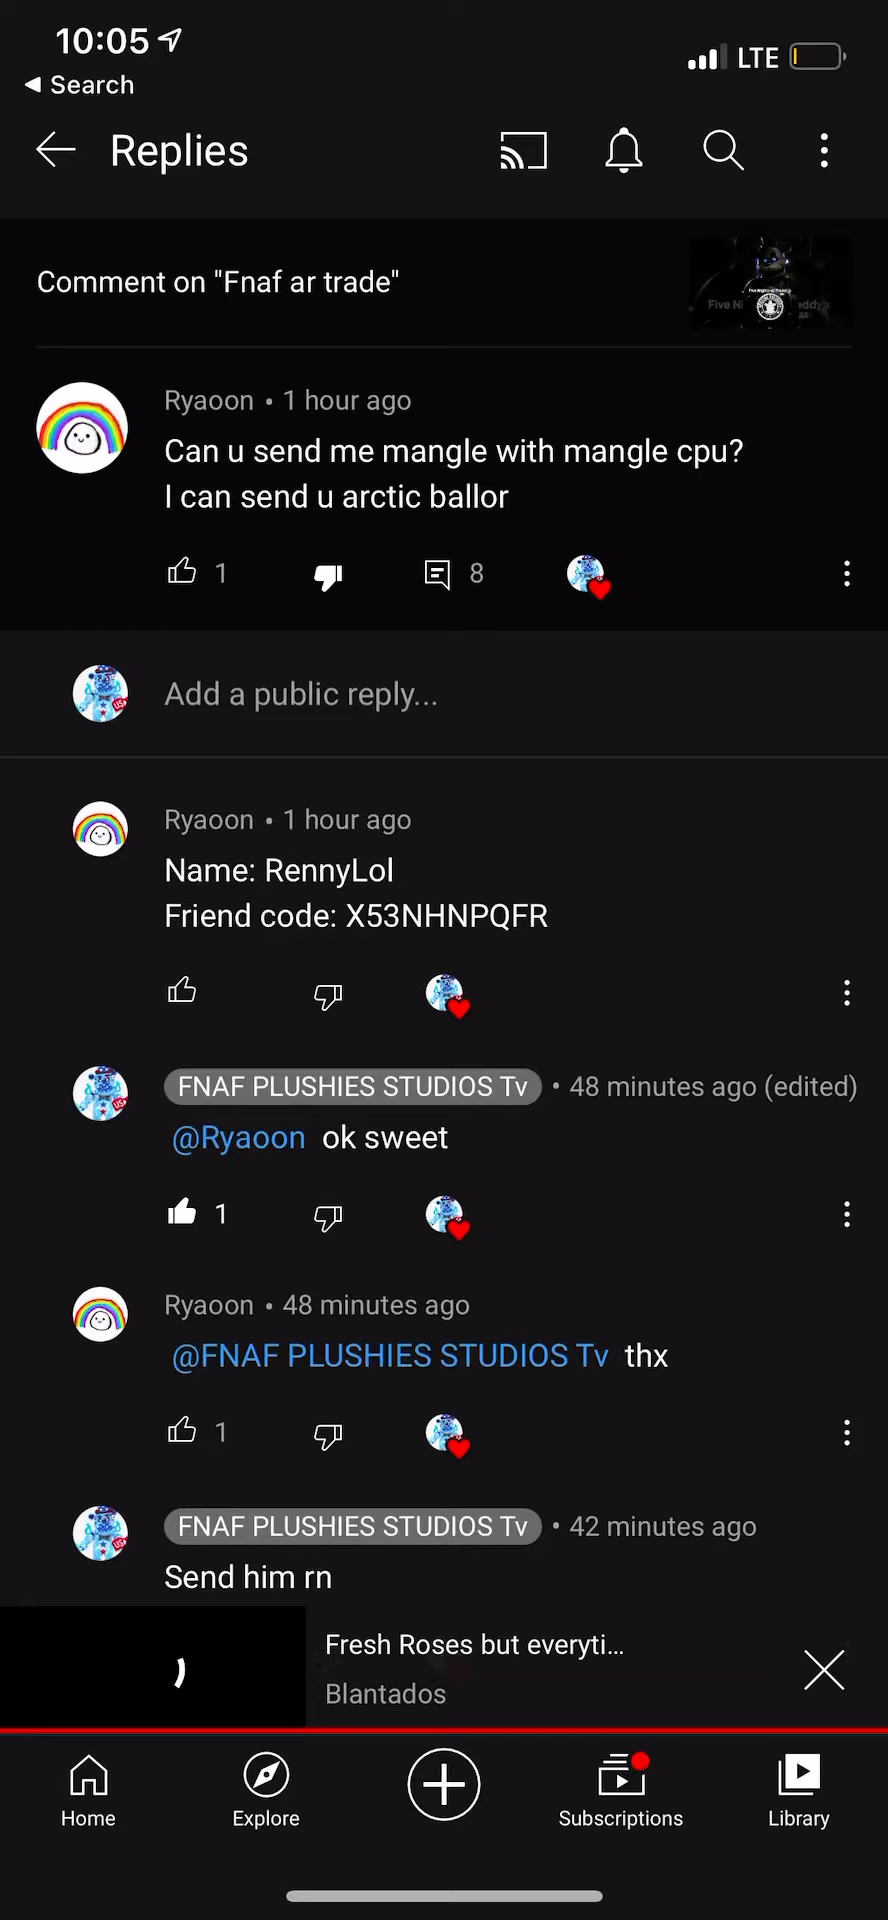 10:05
LTE
Search
Replies
Comment on "Fnaf ar trade"
Ryaoon • 1 hour ago
Can u send me mangle with mangle cpu?
I can send u arctic ballor
1
8
Add a public reply...
Ryaoon • 1 hour ago
Name: RennyLol
Friend code: X53NHNPQFR
FNAF PLUSHIES STUDIOS Tv • 48 minutes ago (edited)
@Ryaoon ok sweet
1
Ryaoon • 48 minutes ago
@FNAF PLUSHIES STUDIOS Tv thx
1
FNAF PLUSHIES STUDIOS Tv • 42 minutes ago
Send him rn
Fresh Roses but everyti...
Blantados
Home
Explore
Subscriptions
Library